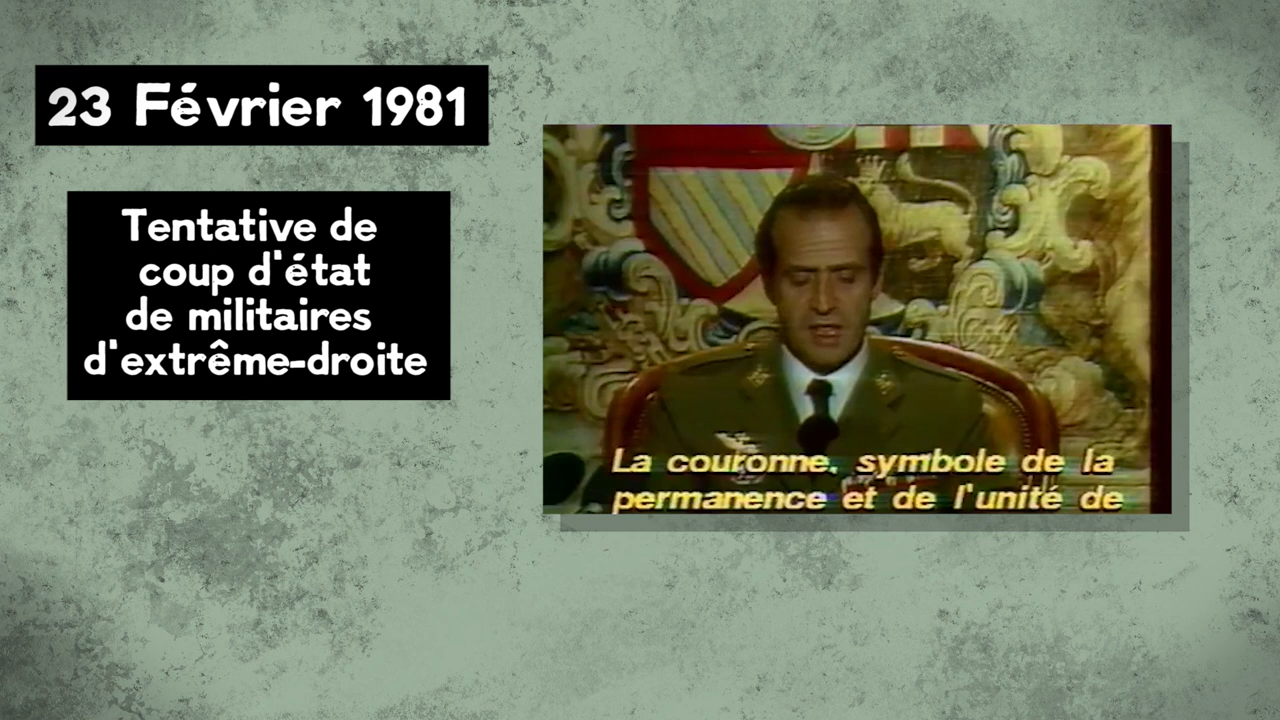 23 Février 1981
Tentative de
coup d'état
de militaires
d'extrême-droite
La couronne, symbole de la
permanence et de l'unité de